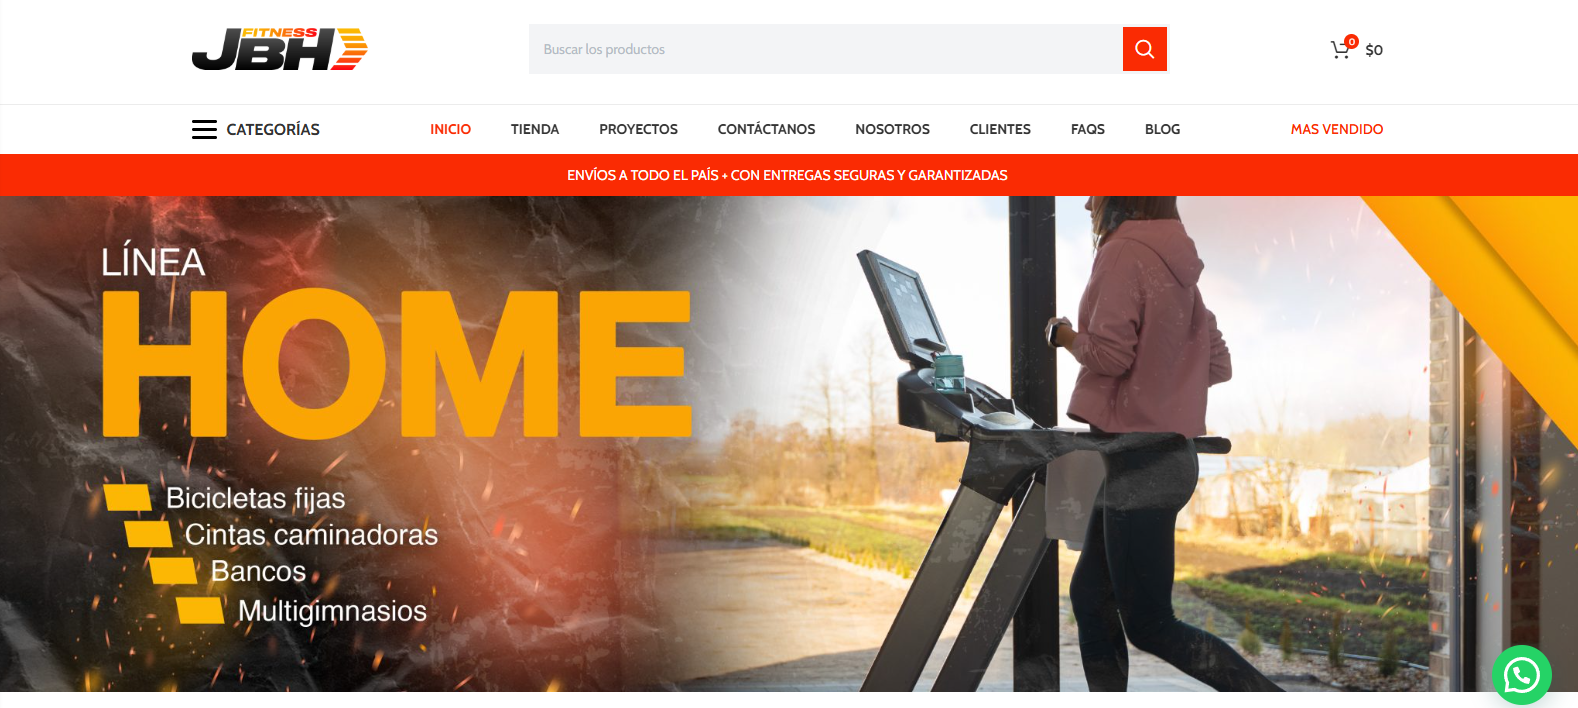 FITNESS
JBH
Buscar los productos
0
$0
CATEGORÍAS
INICIO
TIENDA
PROYECTOS
CONTÁCTANOS
NOSOTROS
CLIENTES
FAQS
BLOG
MAS VENDIDO
ENVÍOS A TODO EL PAÍS + CON ENTREGAS SEGURAS Y GARANTIZADAS
LÍNEA
HOME
Bicicletas fijas
Cintas caminadoras
Bancos
Multigimnasios